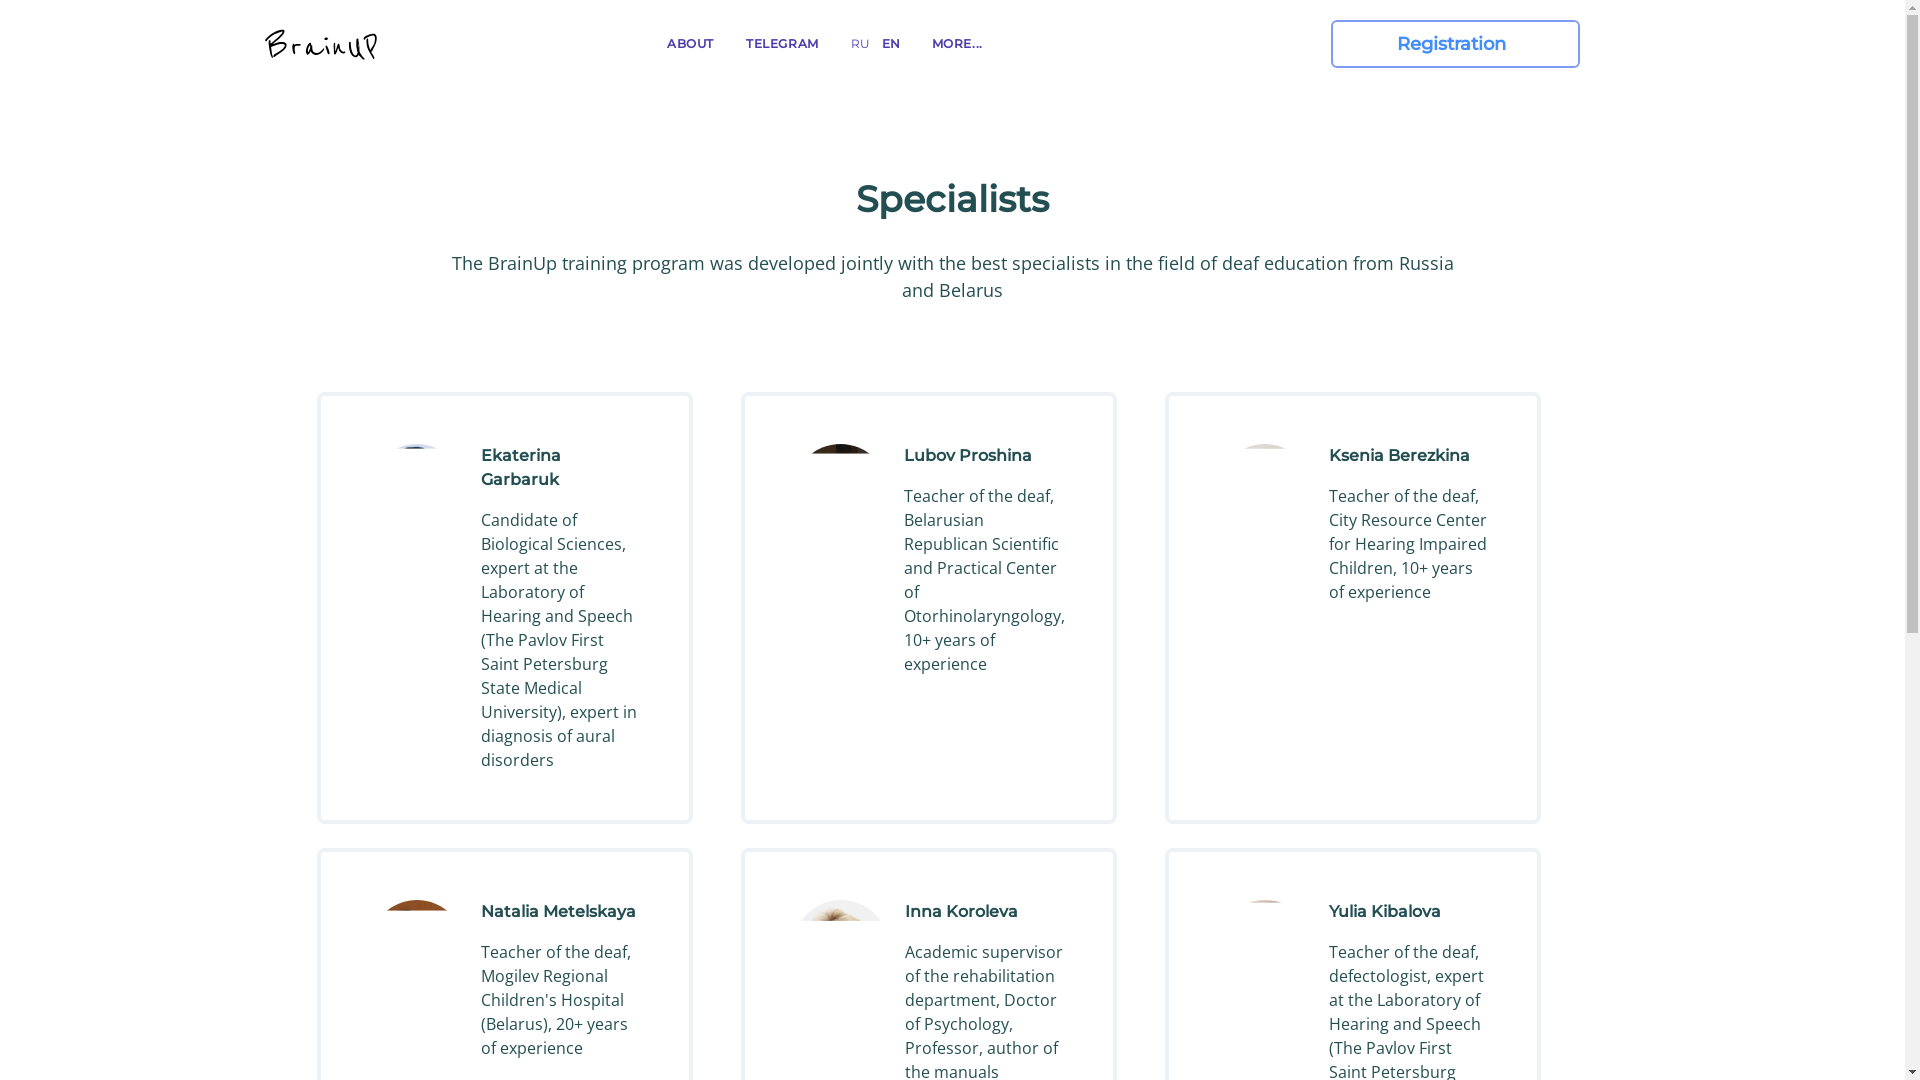 BrainUP
ABOUT
TELEGRAM
RU
EN
MORE...
Registration
Specialists
The BrainUp training program was developed jointly with the best specialists in the field of deaf education from Russia
and Belarus
Ekaterina
Garbaruk
Candidate of
Biological Sciences,
expert at the
Laboratory of
Hearing and Speech
(The Pavlov First
Saint Petersburg
State Medical
University), expert in
diagnosis of aural
disorders
Lubov Proshina
Teacher of the deaf,
Belarusian
Republican Scientific
and Practical Center
of
Otorhinolaryngology,
10+ years of
experience
Ksenia Berezkina
Teacher of the deaf,
City Resource Center
for Hearing Impaired
Children, 10+ years
of experience
Natalia Metelskaya
Teacher of the deaf,
Mogilev Regional
Children's Hospital
(Belarus), 20+ years
of experience
Inna Koroleva
Academic supervisor
of the rehabilitation
department, Doctor
of Psychology,
Professor, author of
the manuals
Yulia Kibalova
Teacher of the deaf,
defectologist, expert
at the Laboratory of
Hearing and Speech
(The Pavlov First
Saint Petersburg